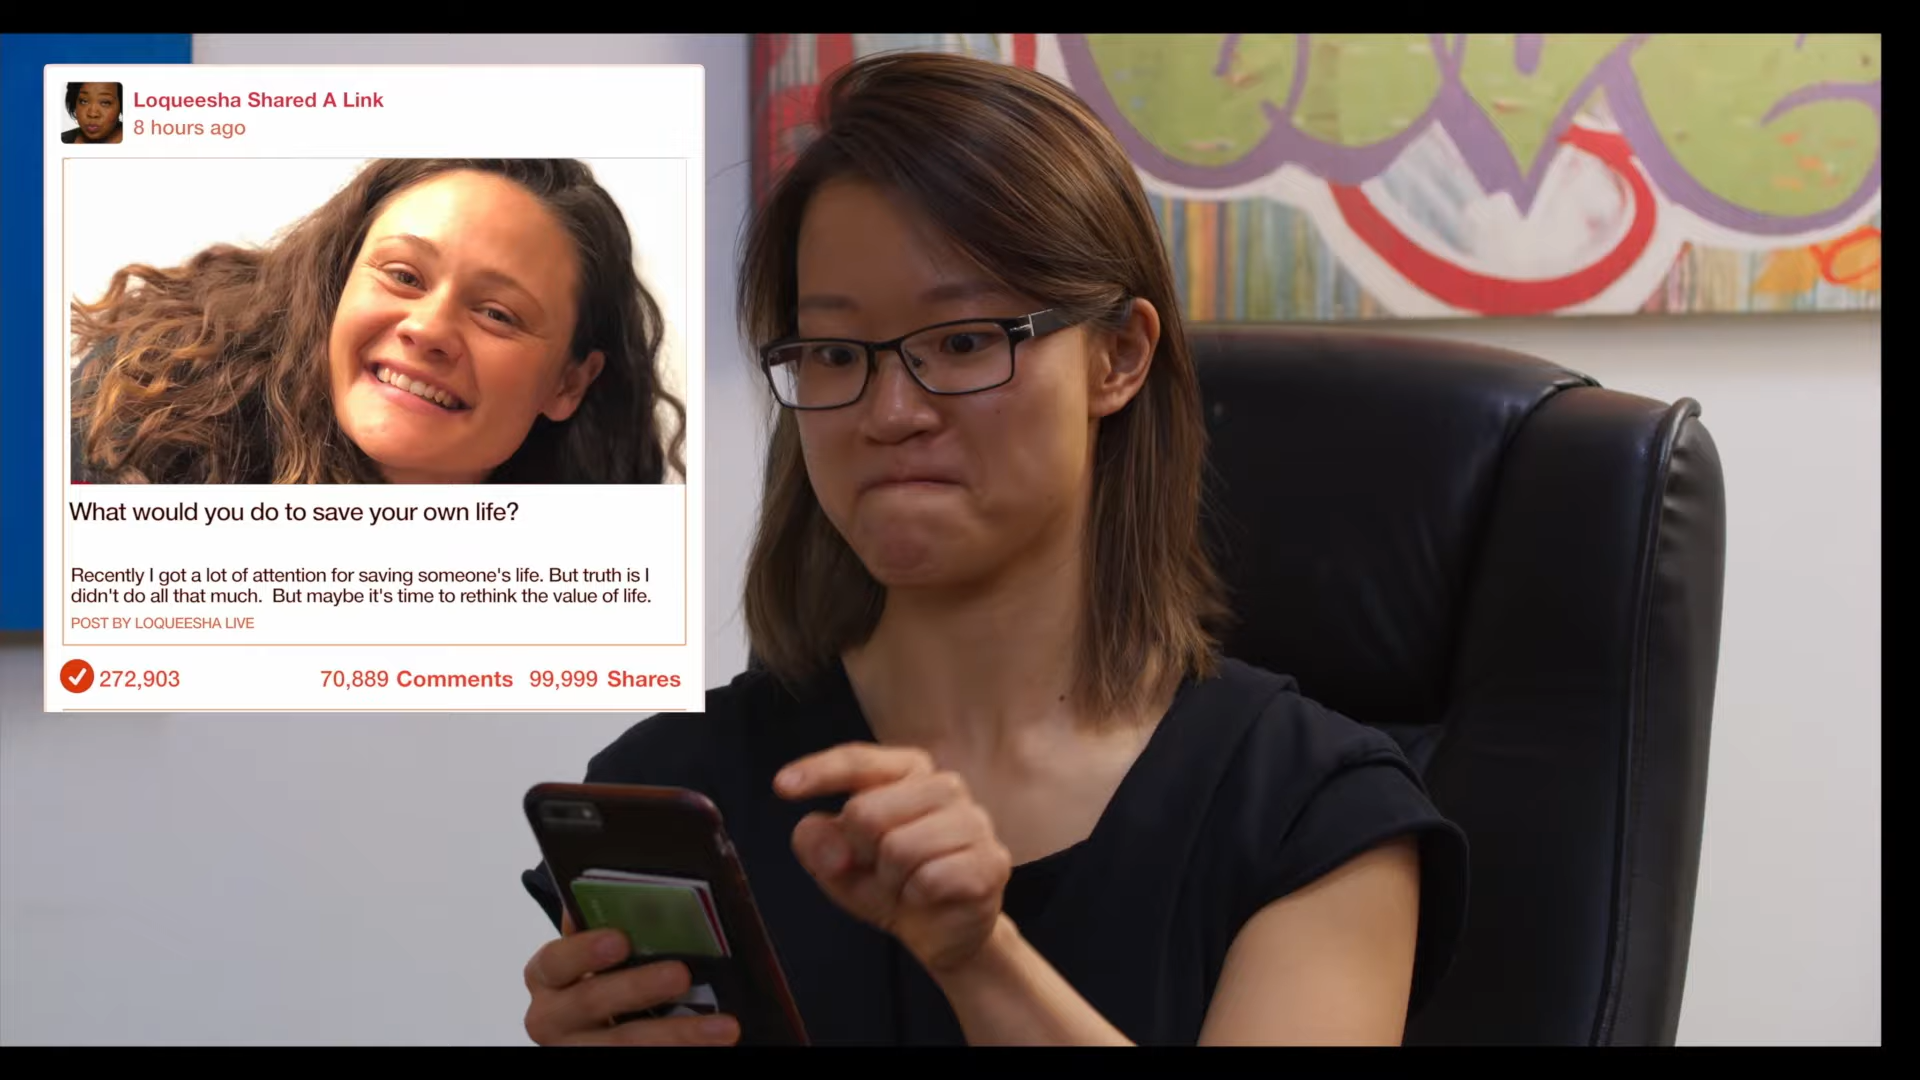 Loqueesha Shared A Link
8 hours ago
What would you do to save your own life?
Recently I got a lot of attention for saving someone's life. But truth is I
didn't do all that much.  But maybe it's time to rethink the value of life.
POST BY LOQUEESHA LIVE
272,903 70,889 Comments 99,999 Shares